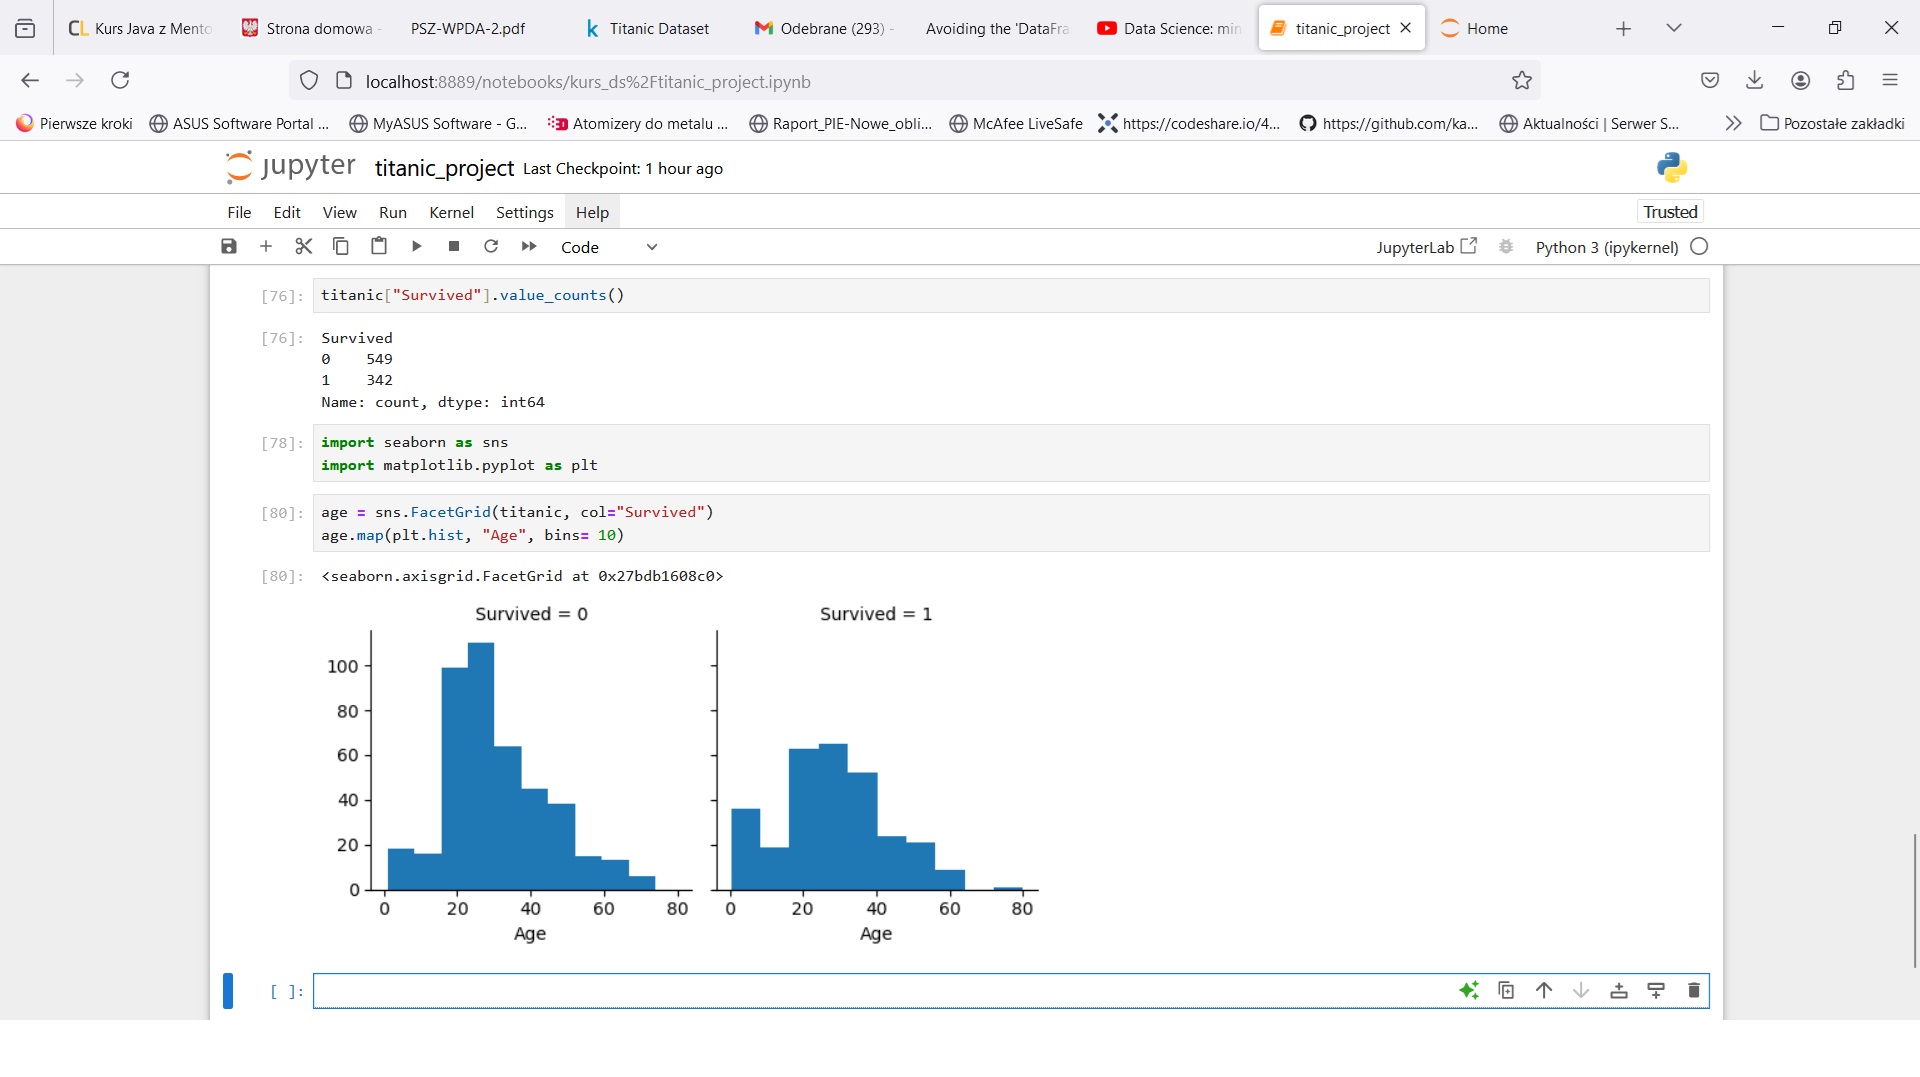 Kurs Java z Mento
Strona domowa -
PSZ-WPDA-2.pdf
Titanic Dataset
Odebrane (293) -
Avoiding the 'DataFra
Data Science: min
titanic_project
Home
localhost:8889/notebooks/kurs_ds%2Ftitanic_project.ipynb
Pierwsze kroki
ASUS Software Portal ...
MyASUS Software - G...
Atomizery do metalu ...
Raport_PIE-Nowe_obli...
McAfee LiveSafe
https://codeshare.io/4...
https://github.com/ka...
Aktualności | Serwer S...
Pozostałe zakładki
jupyter titanic_project Last Checkpoint: 1 hour ago
File Edit View Run Kernel Settings Help Trusted
Code JupyterLab Python 3 (ipykernel)
[76]: titanic["Survived"].value_counts()
[76]: Survived
0 549
1 342
Name: count, dtype: int64
[78]: import seaborn as sns
import matplotlib.pyplot as plt
[80]: age = sns.FacetGrid(titanic, col="Survived")
age.map(plt.hist, "Age", bins= 10)
[80]: <seaborn.axisgrid.FacetGrid at 0x27bdb1608c0>
Survived = 0 Survived = 1
100
80
60
40
20
0
0 20 40 60 80 0 20 40 60 80
Age Age
[ ]: